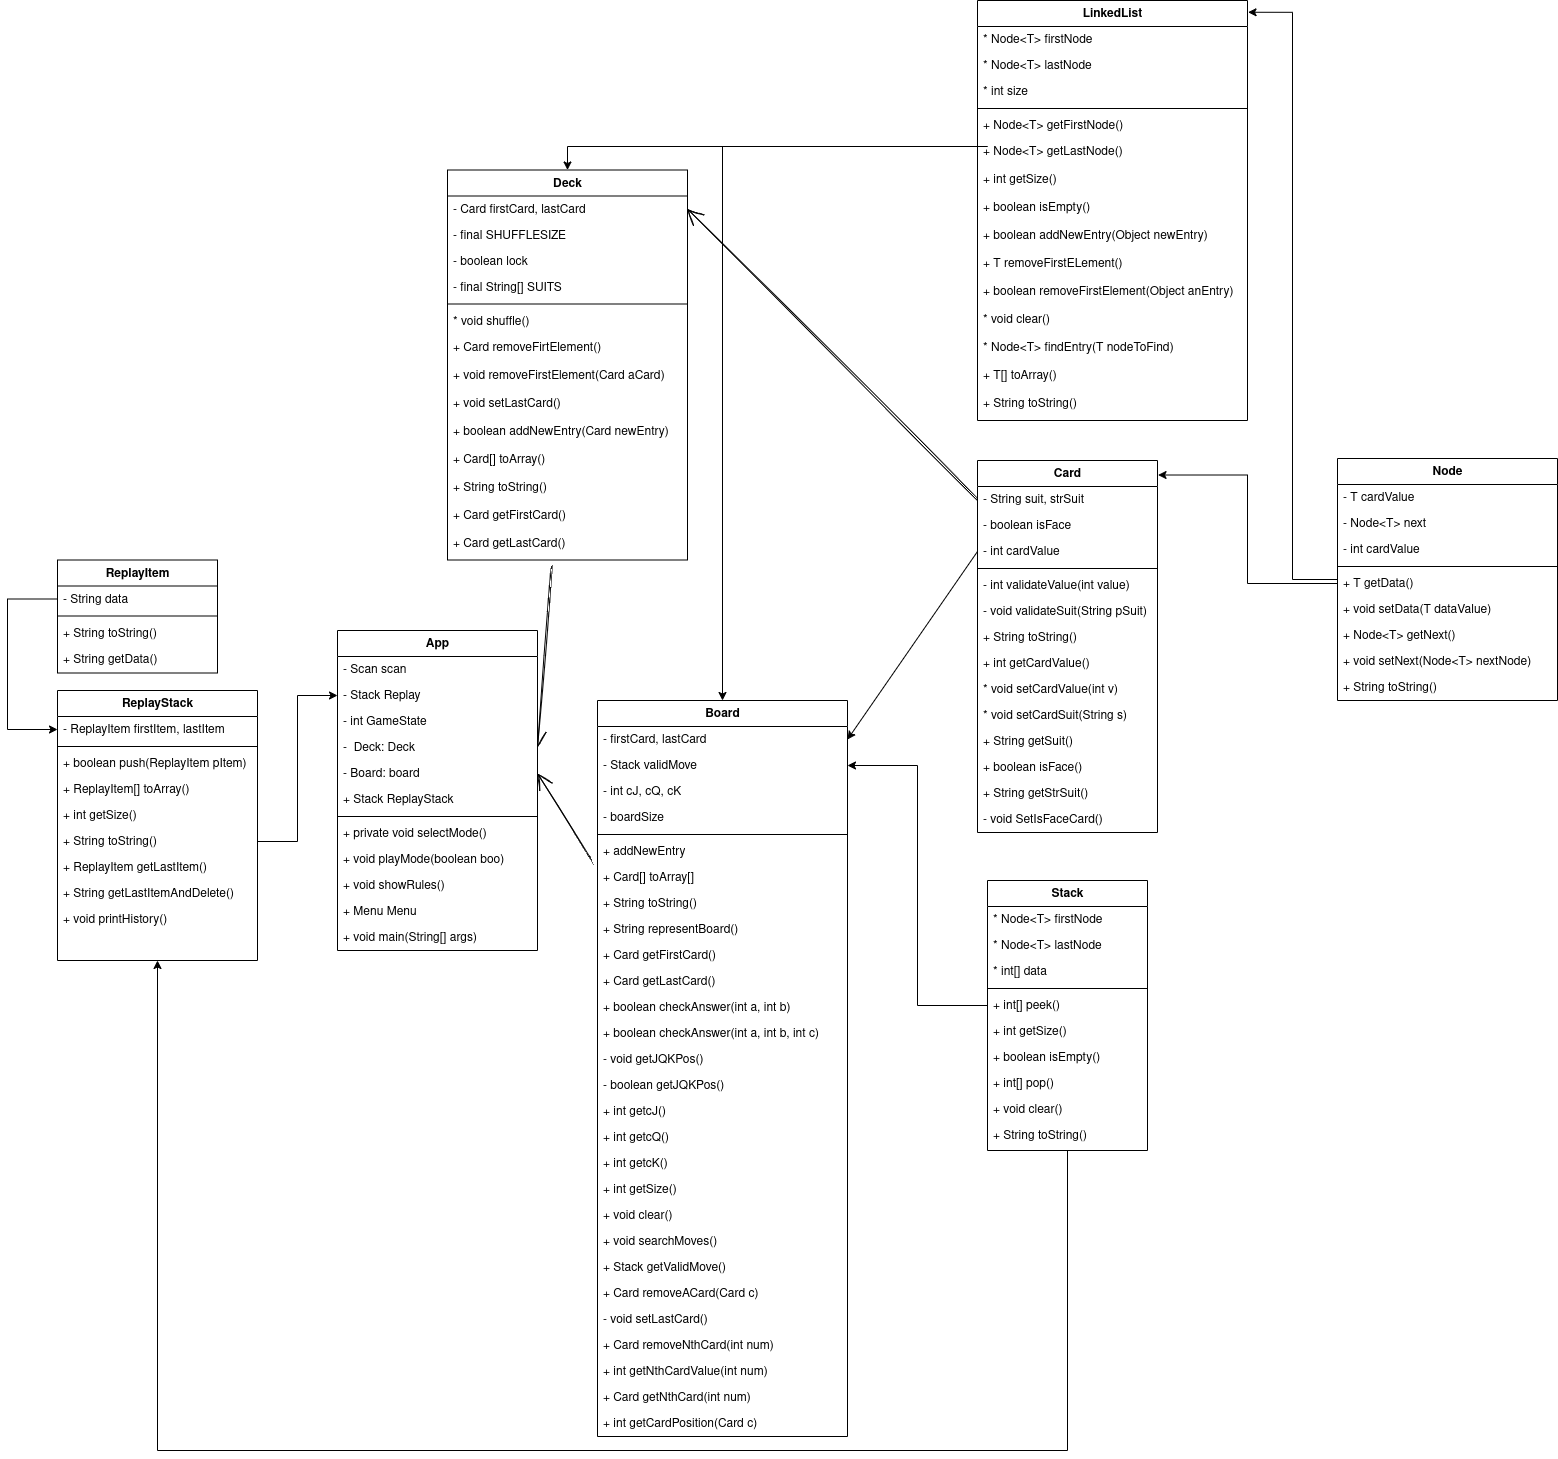 LinkedList
* Node<T> firstNode
* Node<T> lastNode
* int size
+ Node<T> getFirstNode()
+ Node<T> getLastNode()
+ int getSize()
+ boolean isEmpty()
+ boolean addNewEntry(Object newEntry)
+ T removeFirstELement()
+ boolean removeFirstElement(Object anEntry)
* void clear()
* Node<T> findEntry(T nodeToFind)
+ T[] toArray()
+ String toString()
Deck
- Card firstCard, lastCard
- final SHUFFLESIZE
- boolean lock
- final String[] SUITS
* void shuffle()
+ Card removeFirtElement()
+ void removeFirstElement(Card aCard)
+ void setLastCard()
+ boolean addNewEntry(Card newEntry)
+ Card[] toArray()
+ String toString()
+ Card getFirstCard()
+ Card getLastCard()
Card
- String suit, strSuit
- boolean isFace
- int cardValue
- int validateValue(int value)
- void validateSuit(String pSuit)
+ String toString()
+ int getCardValue()
* void setCardValue(int v)
* void setCardSuit(String s)
+ String getSuit()
+ boolean isFace()
+ String getStrSuit()
- void SetIsFaceCard()
Node
- T cardValue
- Node<T> next
- int cardValue
+ T getData()
+ void setData(T dataValue)
+ Node<T> getNext()
+ void setNext(Node<T> nextNode)
+ String toString()
ReplayItem
- String data
+ String toString()
+ String getData()
ReplayStack
- ReplayItem firstItem, lastItem
+ boolean push(ReplayItem pItem)
+ ReplayItem[] toArray()
+ int getSize()
+ String toString()
+ ReplayItem getLastItem()
+ String getLastItemAndDelete()
+ void printHistory()
App
- Scan scan
- Stack Replay
- int GameState
- Deck: Deck
- Board: board
+ Stack ReplayStack
+ private void selectMode()
+ void playMode(boolean boo)
+ void showRules()
+ Menu Menu
+ void main(String[] args)
Board
- firstCard, lastCard
- Stack validMove
- int cJ, cQ, cK
- boardSize
+ addNewEntry
+ Card[] toArray[]
+ String toString()
+ String representBoard()
+ Card getFirstCard()
+ Card getLastCard()
+ boolean checkAnswer(int a, int b)
+ boolean checkAnswer(int a, int b, int c)
- void getJQKPos()
- boolean getJQKPos()
+ int getcJ()
+ int getcQ()
+ int getcK()
+ int getSize()
+ void clear()
+ void searchMoves()
+ Stack getValidMove()
+ Card removeACard(Card c)
- void setLastCard()
+ Card removeNthCard(int num)
+ int getNthCardValue(int num)
+ Card getNthCard(int num)
+ int getCardPosition(Card c)
Stack
* Node<T> firstNode
* Node<T> lastNode
* int[] data
+ int[] peek()
+ int getSize()
+ boolean isEmpty()
+ int[] pop()
+ void clear()
+ String toString()